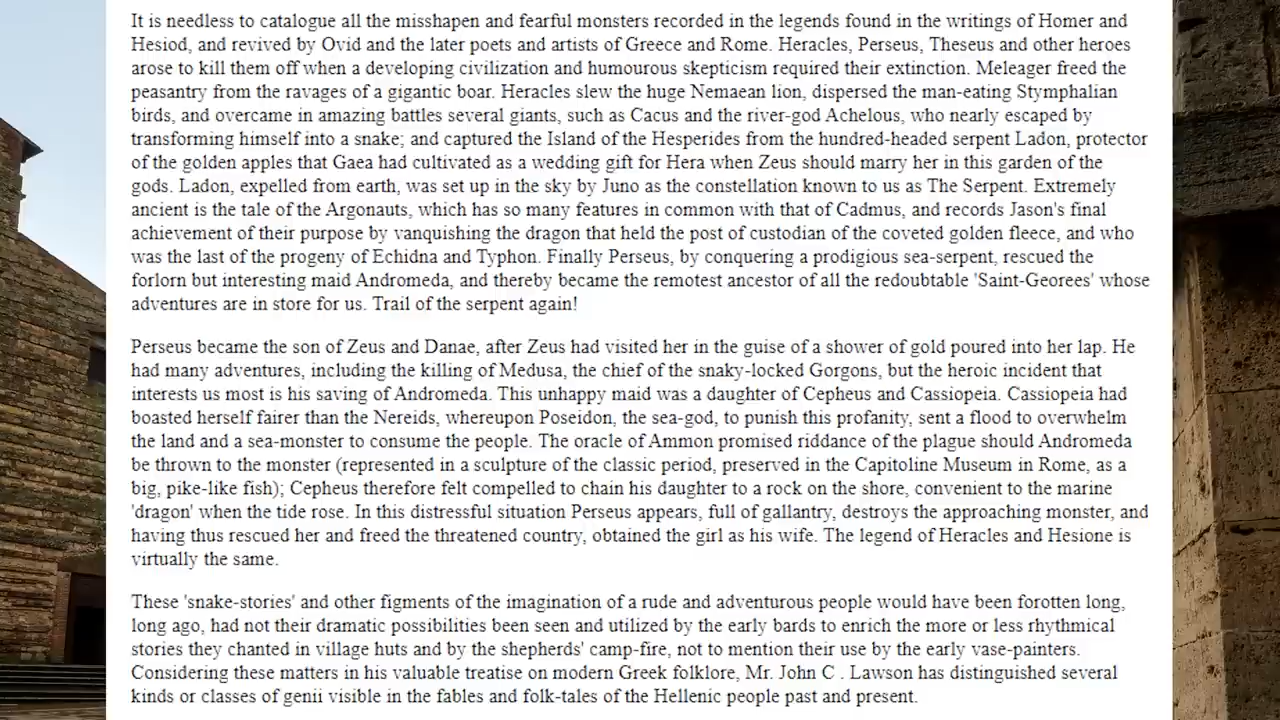 It is needless to catalogue all the misshapen and fearful monsters recorded in the legends found in the writings of Homer and
Hesiod, and revived by Ovid and the later poets and artists of Greece and Rome. Heracles, Perseus, Theseus and other heroes
arose to kill them off when a developing civilization and humourous skepticism required their extinction. Meleager freed the
peasantry from the ravages of a gigantic boar. Heracles slew the huge Nemaean lion, dispersed the man-eating Stymphalian
birds, and overcame in amazing battles several giants, such as Cacus and the river-god Achelous, who nearly escaped by
transforming himself into a snake; and captured the Island of the Hesperides from the hundred-headed serpent Ladon, protector
of the golden apples that Gaea had cultivated as a wedding gift for Hera when Zeus should marry her in this garden of the
gods. Ladon, expelled from earth, was set up in the sky by Juno as the constellation known to us as The Serpent. Extremely
ancient is the tale of the Argonauts, which has so many features in common with that of Cadmus, and records Jason's final
achievement of their purpose by vanquishing the dragon that held the post of custodian of the coveted golden fleece, and who
was the last of the progeny of Echidna and Typhon. Finally Perseus, by conquering a prodigious sea-serpent, rescued the
forlorn but interesting maid Andromeda, and thereby became the remotest ancestor of all the redoubtable 'Saint-Georees' whose
adventures are in store for us. Trail of the serpent again!
Perseus became the son of Zeus and Danae, after Zeus had visited her in the guise of a shower of gold poured into her lap. He
had many adventures, including the killing of Medusa, the chief of the snaky-locked Gorgons, but the heroic incident that
interests us most is his saving of Andromeda. This unhappy maid was a daughter of Cepheus and Cassiopeia. Cassiopeia had
boasted herself fairer than the Nereids, whereupon Poseidon, the sea-god, to punish this profanity, sent a flood to overwhelm
the land and a sea-monster to consume the people. The oracle of Ammon promised riddance of the plague should Andromeda
be thrown to the monster (represented in a sculpture of the classic period, preserved in the Capitoline Museum in Rome, as a
big, pike-like fish); Cepheus therefore felt compelled to chain his daughter to a rock on the shore, convenient to the marine
'dragon' when the tide rose. In this distressful situation Perseus appears, full of gallantry, destroys the approaching monster, and
having thus rescued her and freed the threatened country, obtained the girl as his wife. The legend of Heracles and Hesione is
virtually the same.
These 'snake-stories' and other figments of the imagination of a rude and adventurous people would have been forotten long,
long ago, had not their dramatic possibilities been seen and utilized by the early bards to enrich the more or less rhythmical
stories they chanted in village huts and by the shepherds' camp-fire, not to mention their use by the early vase-painters.
Considering these matters in his valuable treatise on modern Greek folklore, Mr. John C . Lawson has distinguished several
kinds or classes of genii visible in the fables and folk-tales of the Hellenic people past and present.